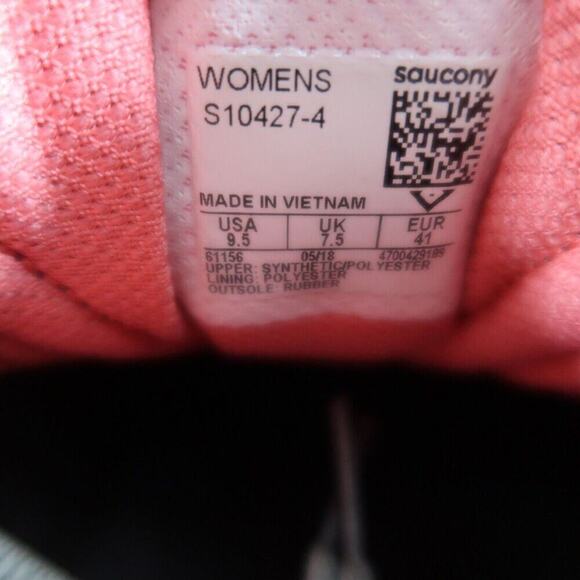 WOMENS saucony
S10427-4
MADE IN VIETNAM
USA UK EUR
9.5 7.5 41
61156 05/18 4700429189
UPPER: SYNTHETIC/POLYESTER
LINING: POLYESTER
OUTSOLE: RUBBER